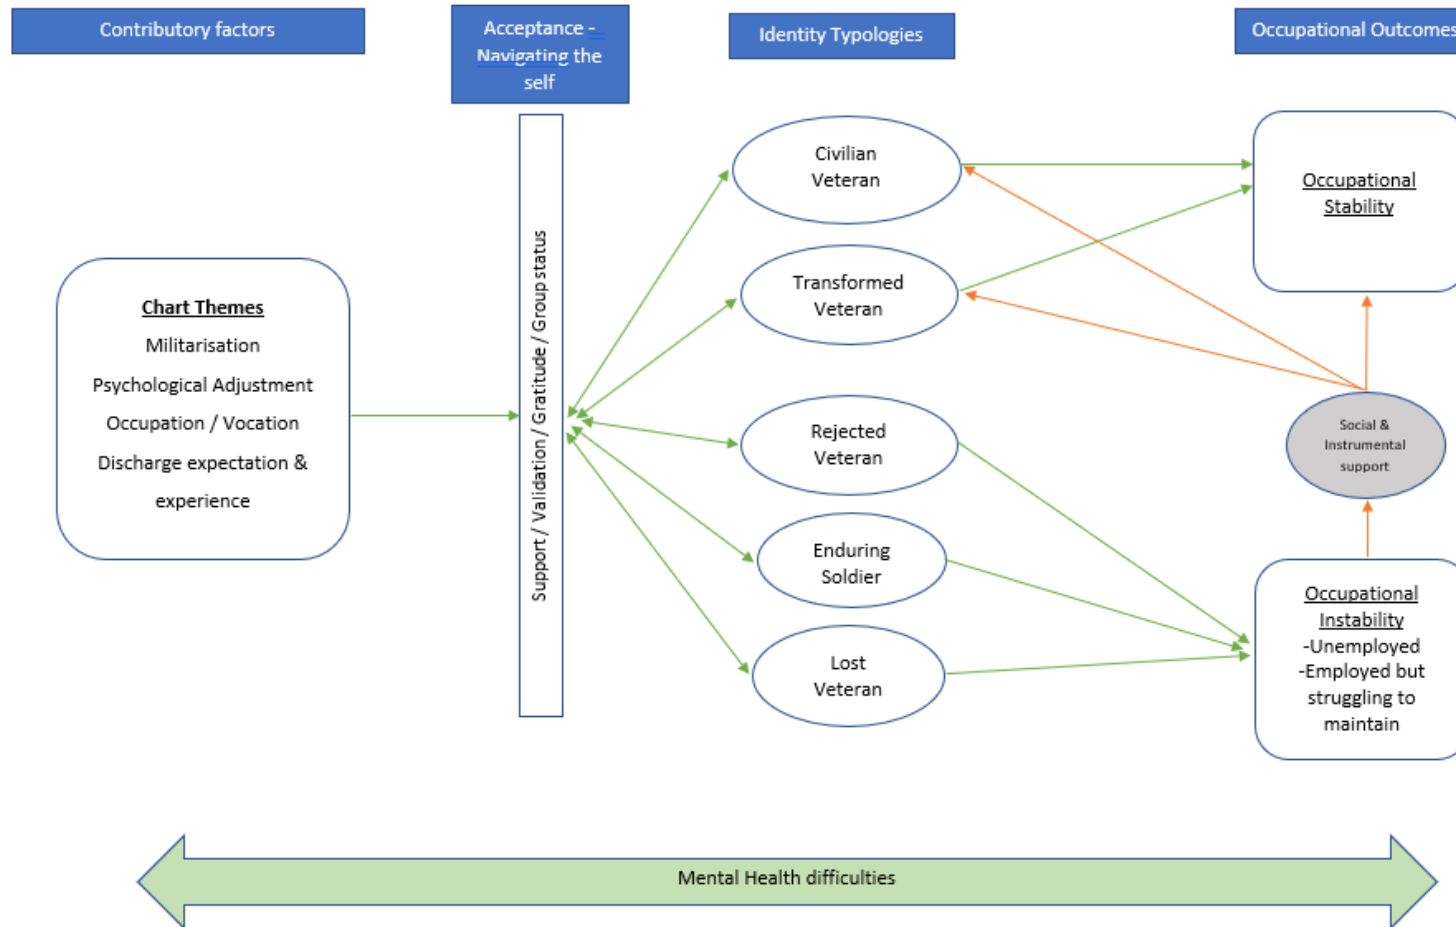 Contributory factors
Acceptance -
Navigating the
self
Identity Typologies
Occupational Outcomes
Chart Themes
Militarisation
Psychological Adjustment
Occupation / Vocation
Discharge expectation &
experience
Support / Validation / Gratitude / Group status
Civilian
Veteran
Transformed
Veteran
Rejected
Veteran
Enduring
Soldier
Lost
Veteran
Occupational
Stability
Social &
Instrumental
support
Occupational
Instability
-Unemployed
-Employed but
struggling to
maintain
Mental Health difficulties